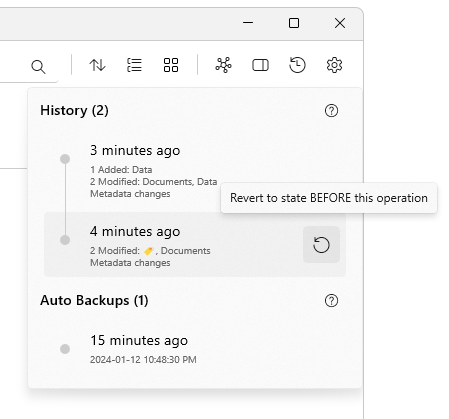 History (2)
3 minutes ago
1 Added: Data
2 Modified: Documents, Data
Metadata changes
Revert to state BEFORE this operation
4 minutes ago
2 Modified: , Documents
Metadata changes
Auto Backups (1)
15 minutes ago
2024-01-12 10:48:30 PM